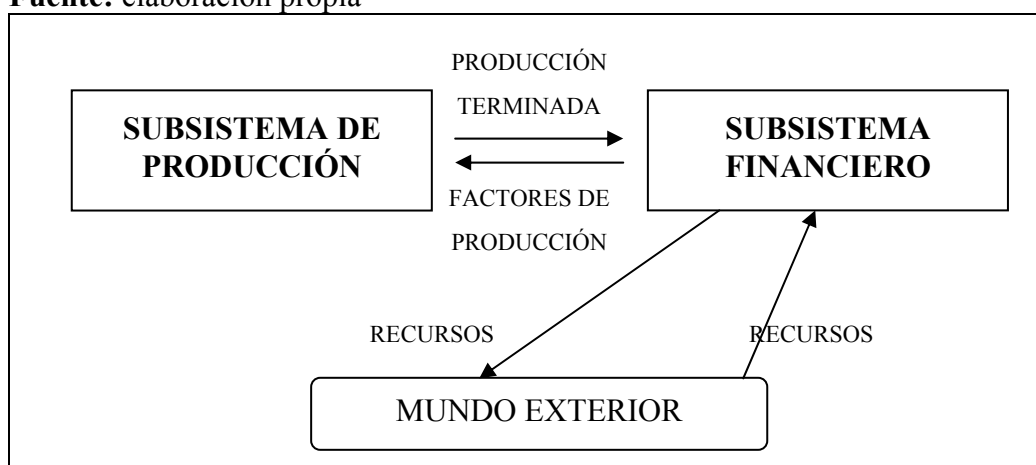 Fuente: elaboración propia
PRODUCCIÓN
TERMINADA
SUBSISTEMA DE
PRODUCCIÓN
SUBSISTEMA
FINANCIERO
FACTORES DE
PRODUCCIÓN
RECURSOS
RECURSOS
MUNDO EXTERIOR